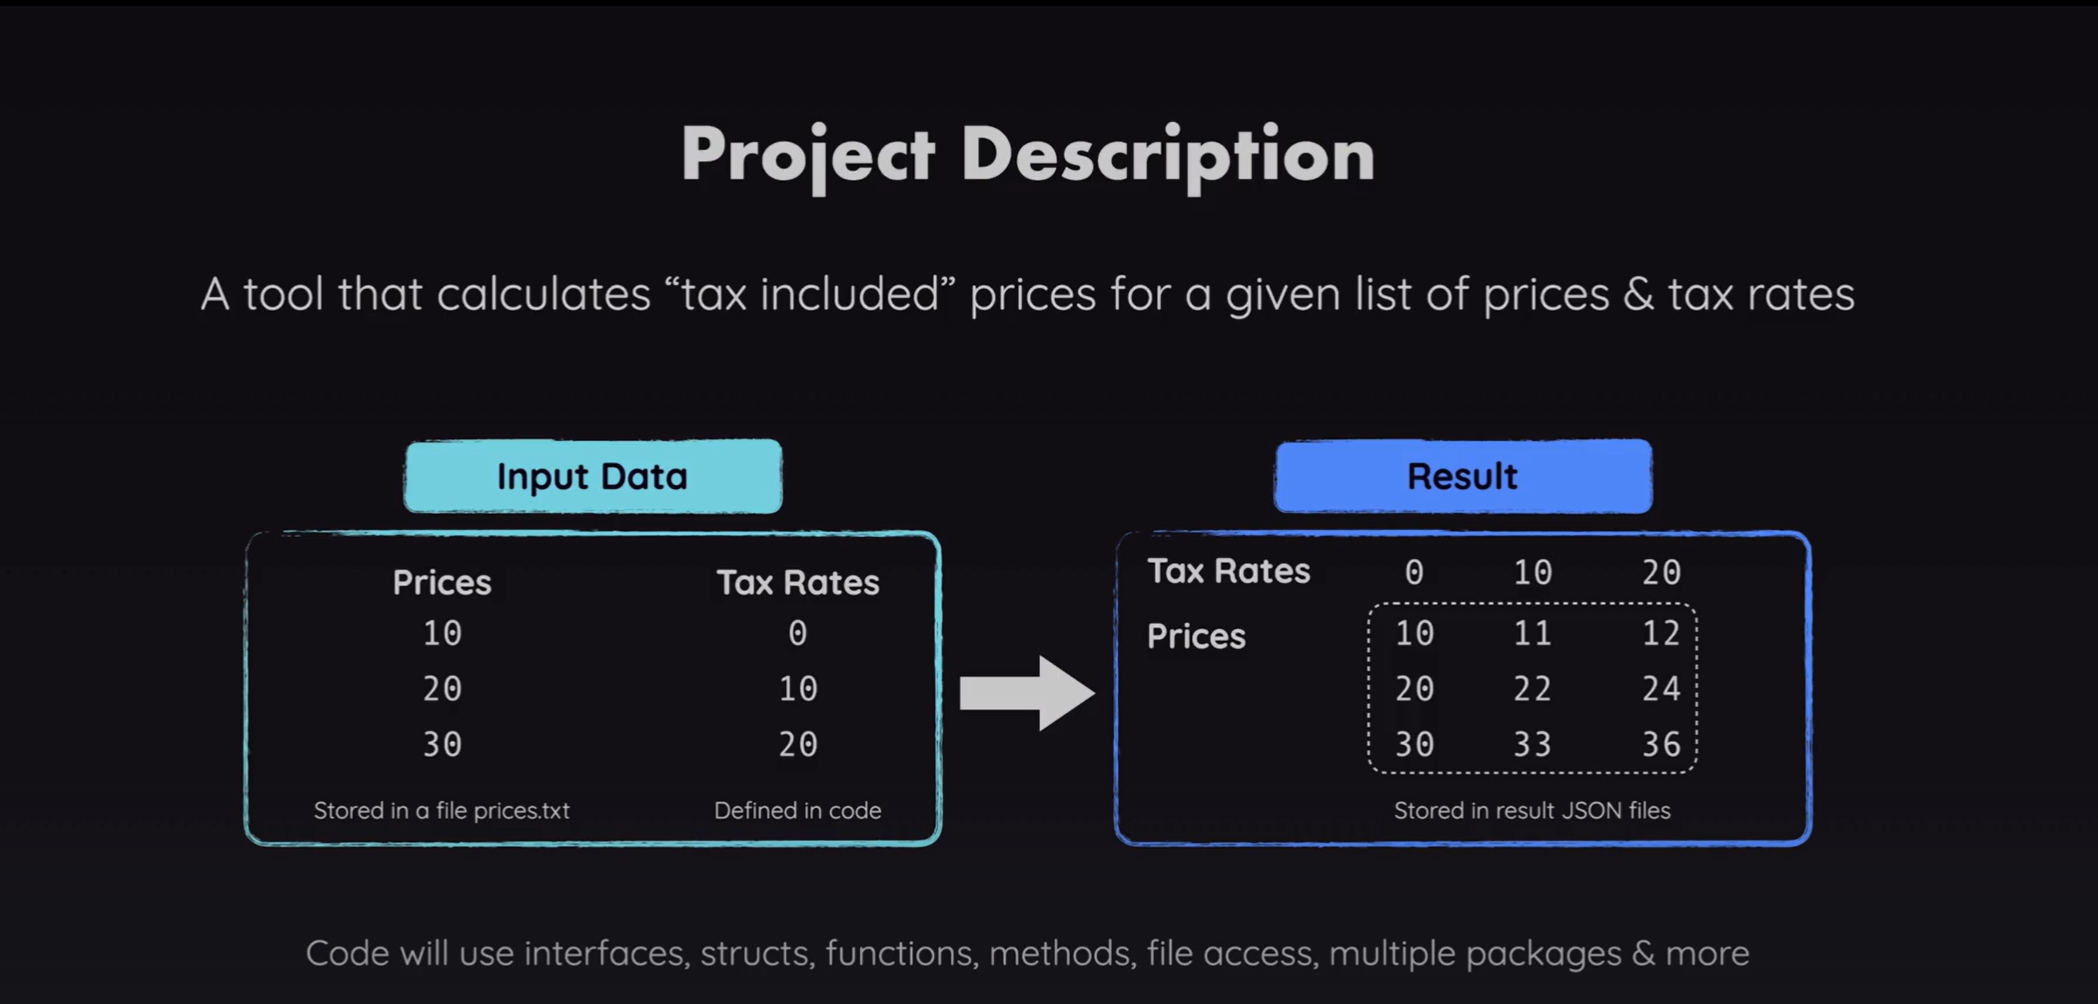 Project Description
A tool that calculates “tax included” prices for a given list of prices & tax rates
Input Data
Prices Tax Rates
10 0
20 10
30 20
Stored in a file prices.txt Defined in code
Result
Tax Rates 0 10 20
Prices 10 11 12
20 22 24
30 33 36
Stored in result JSON files
Code will use interfaces, structs, functions, methods, file access, multiple packages & more